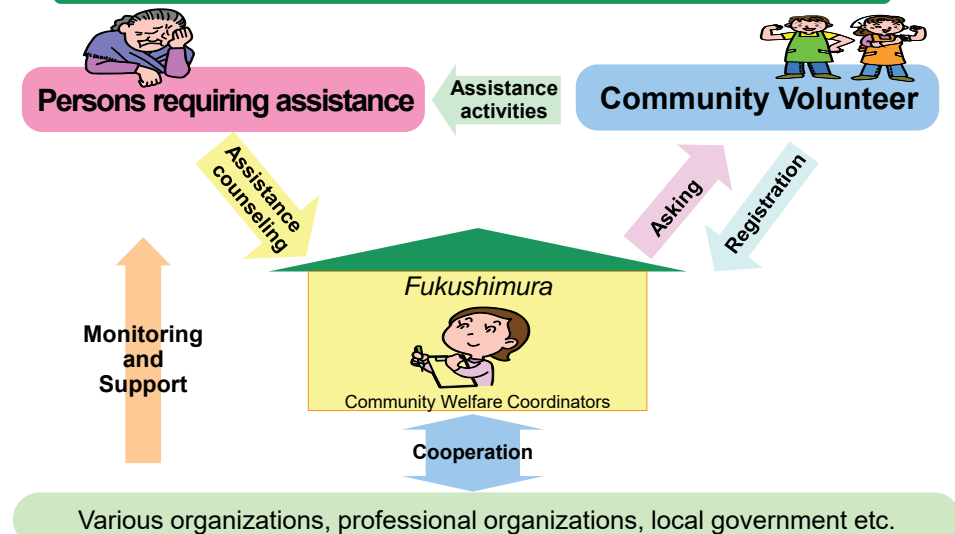 Persons requiring assistance
Assistance
activities
Community Volunteer
Assistance
counseling
Asking
Registration
Fukushimura
Monitoring
and
Support
Community Welfare Coordinators
Cooperation
Various organizations, professional organizations, local government etc.